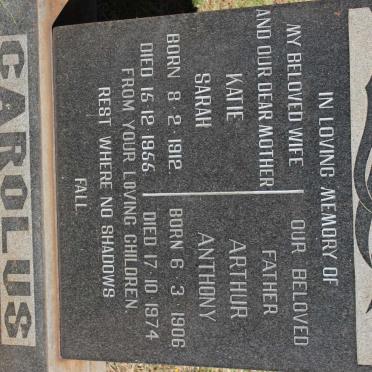 IN LOVING MEMORY OF
MY BELOVED WIFE
AND OUR DEAR MOTHER
KATIE
SARAH
BORN 8 2 1912
DIED 15 12 1966
OUR BELOVED
FATHER
ARTHUR
ANTHONY
BORN 6 3 1906
DIED 17 10 1974
FROM YOUR LOVING CHILDREN
REST WHERE NO SHADOWS
FALL
CAROLUS